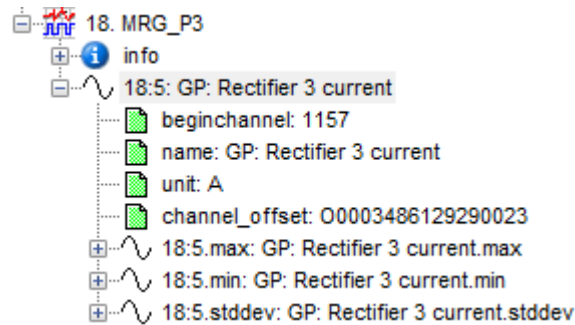 18. MRG_P3
info
18:5: GP: Rectifier 3 current
beginchannel: 1157
name: GP: Rectifier 3 current
unit: A
channel_offset: O0003486129290023
18:5.max: GP: Rectifier 3 current.max
18:5.min: GP: Rectifier 3 current.min
18:5.stddev: GP: Rectifier 3 current.stddev